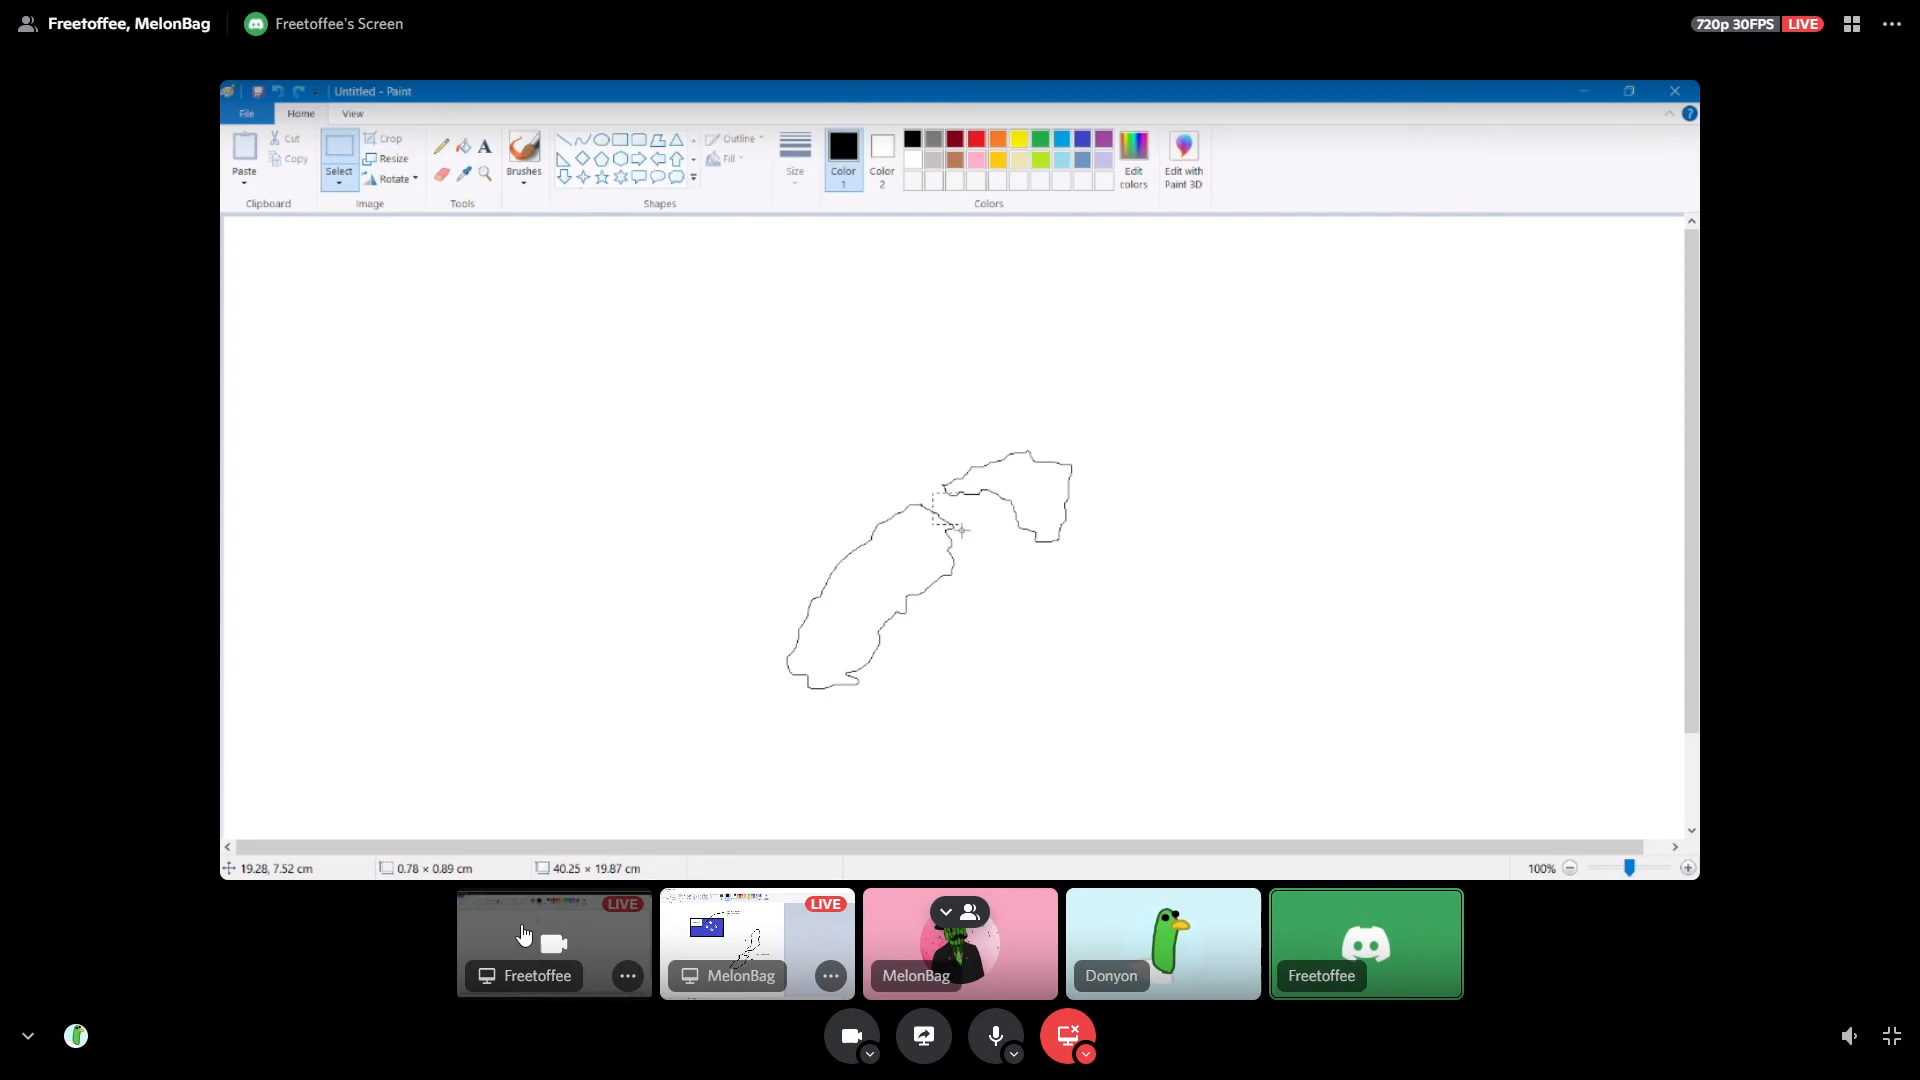 Freetoffee, MelonBag
Freetoffee's Screen
720p 30FPS LIVE
Untitled - Paint
File Home View
Paste
Cut
Copy
Clipboard
Select
Crop
Resize
Rotate
Image
Tools
Brushes
Shapes
Outline
Fill
Size
Color 1
Color 2
Edit colors
Edit with Paint 3D
Colors
19.28, 7.52 cm
0.78 × 0.89 cm
40.25 × 19.87 cm
100%
LIVE
Freetoffee
LIVE
MelonBag
MelonBag
Donyon
Freetoffee